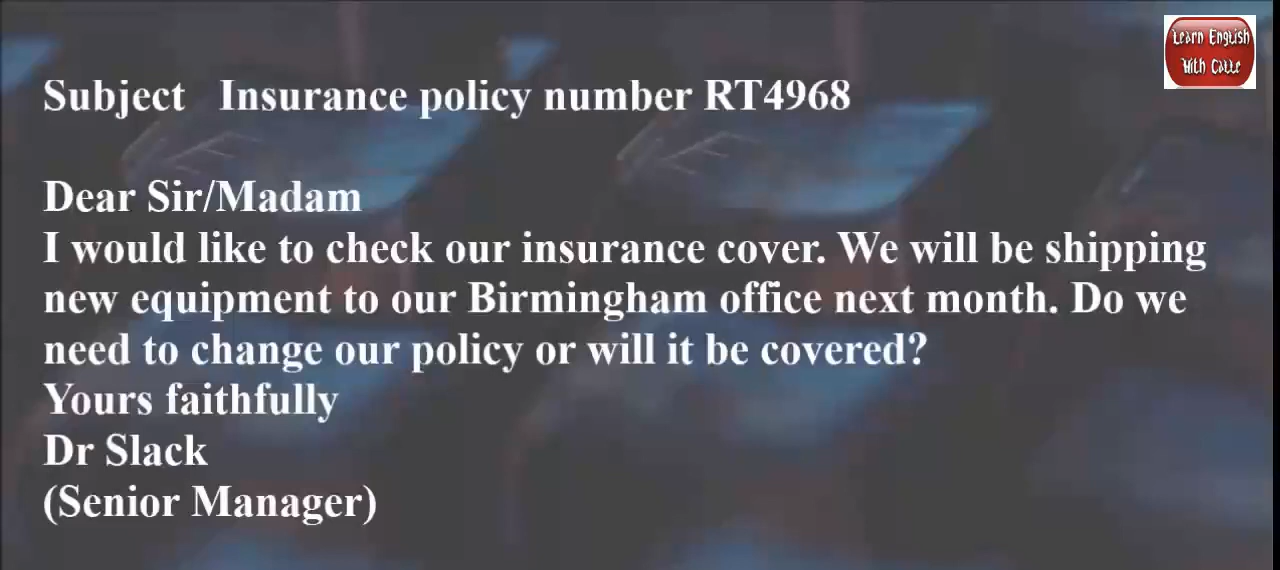 Learn English
With Catte
Subject Insurance policy number RT4968
Dear Sir/Madam
I would like to check our insurance cover. We will be shipping
new equipment to our Birmingham office next month. Do we
need to change our policy or will it be covered?
Yours faithfully
Dr Slack
(Senior Manager)